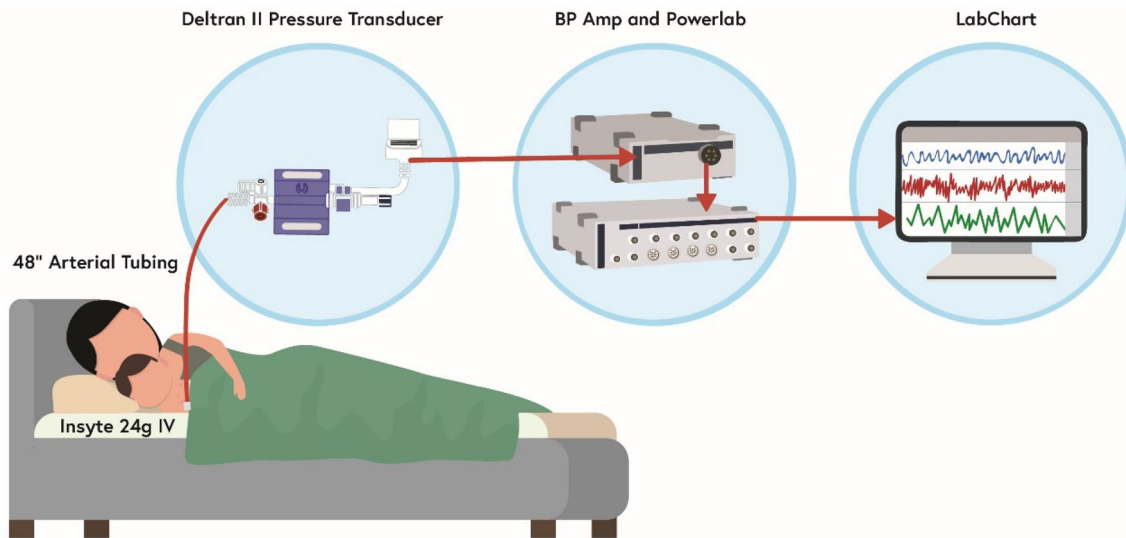 Deltran II Pressure Transducer
BP Amp and Powerlab
LabChart
48" Arterial Tubing
Insyte 24g IV